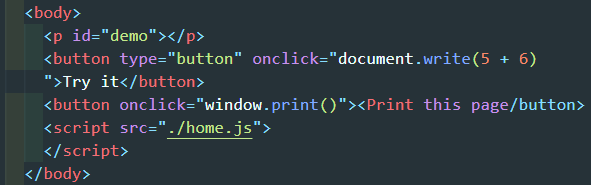 <body>
<p id="demo"></p>
<button type="button" onclick="document.write(5 + 6)
">Try it</button>
<button onclick="window.print()"><Print this page/button>
<script src="./home.js">
</script>
</body>